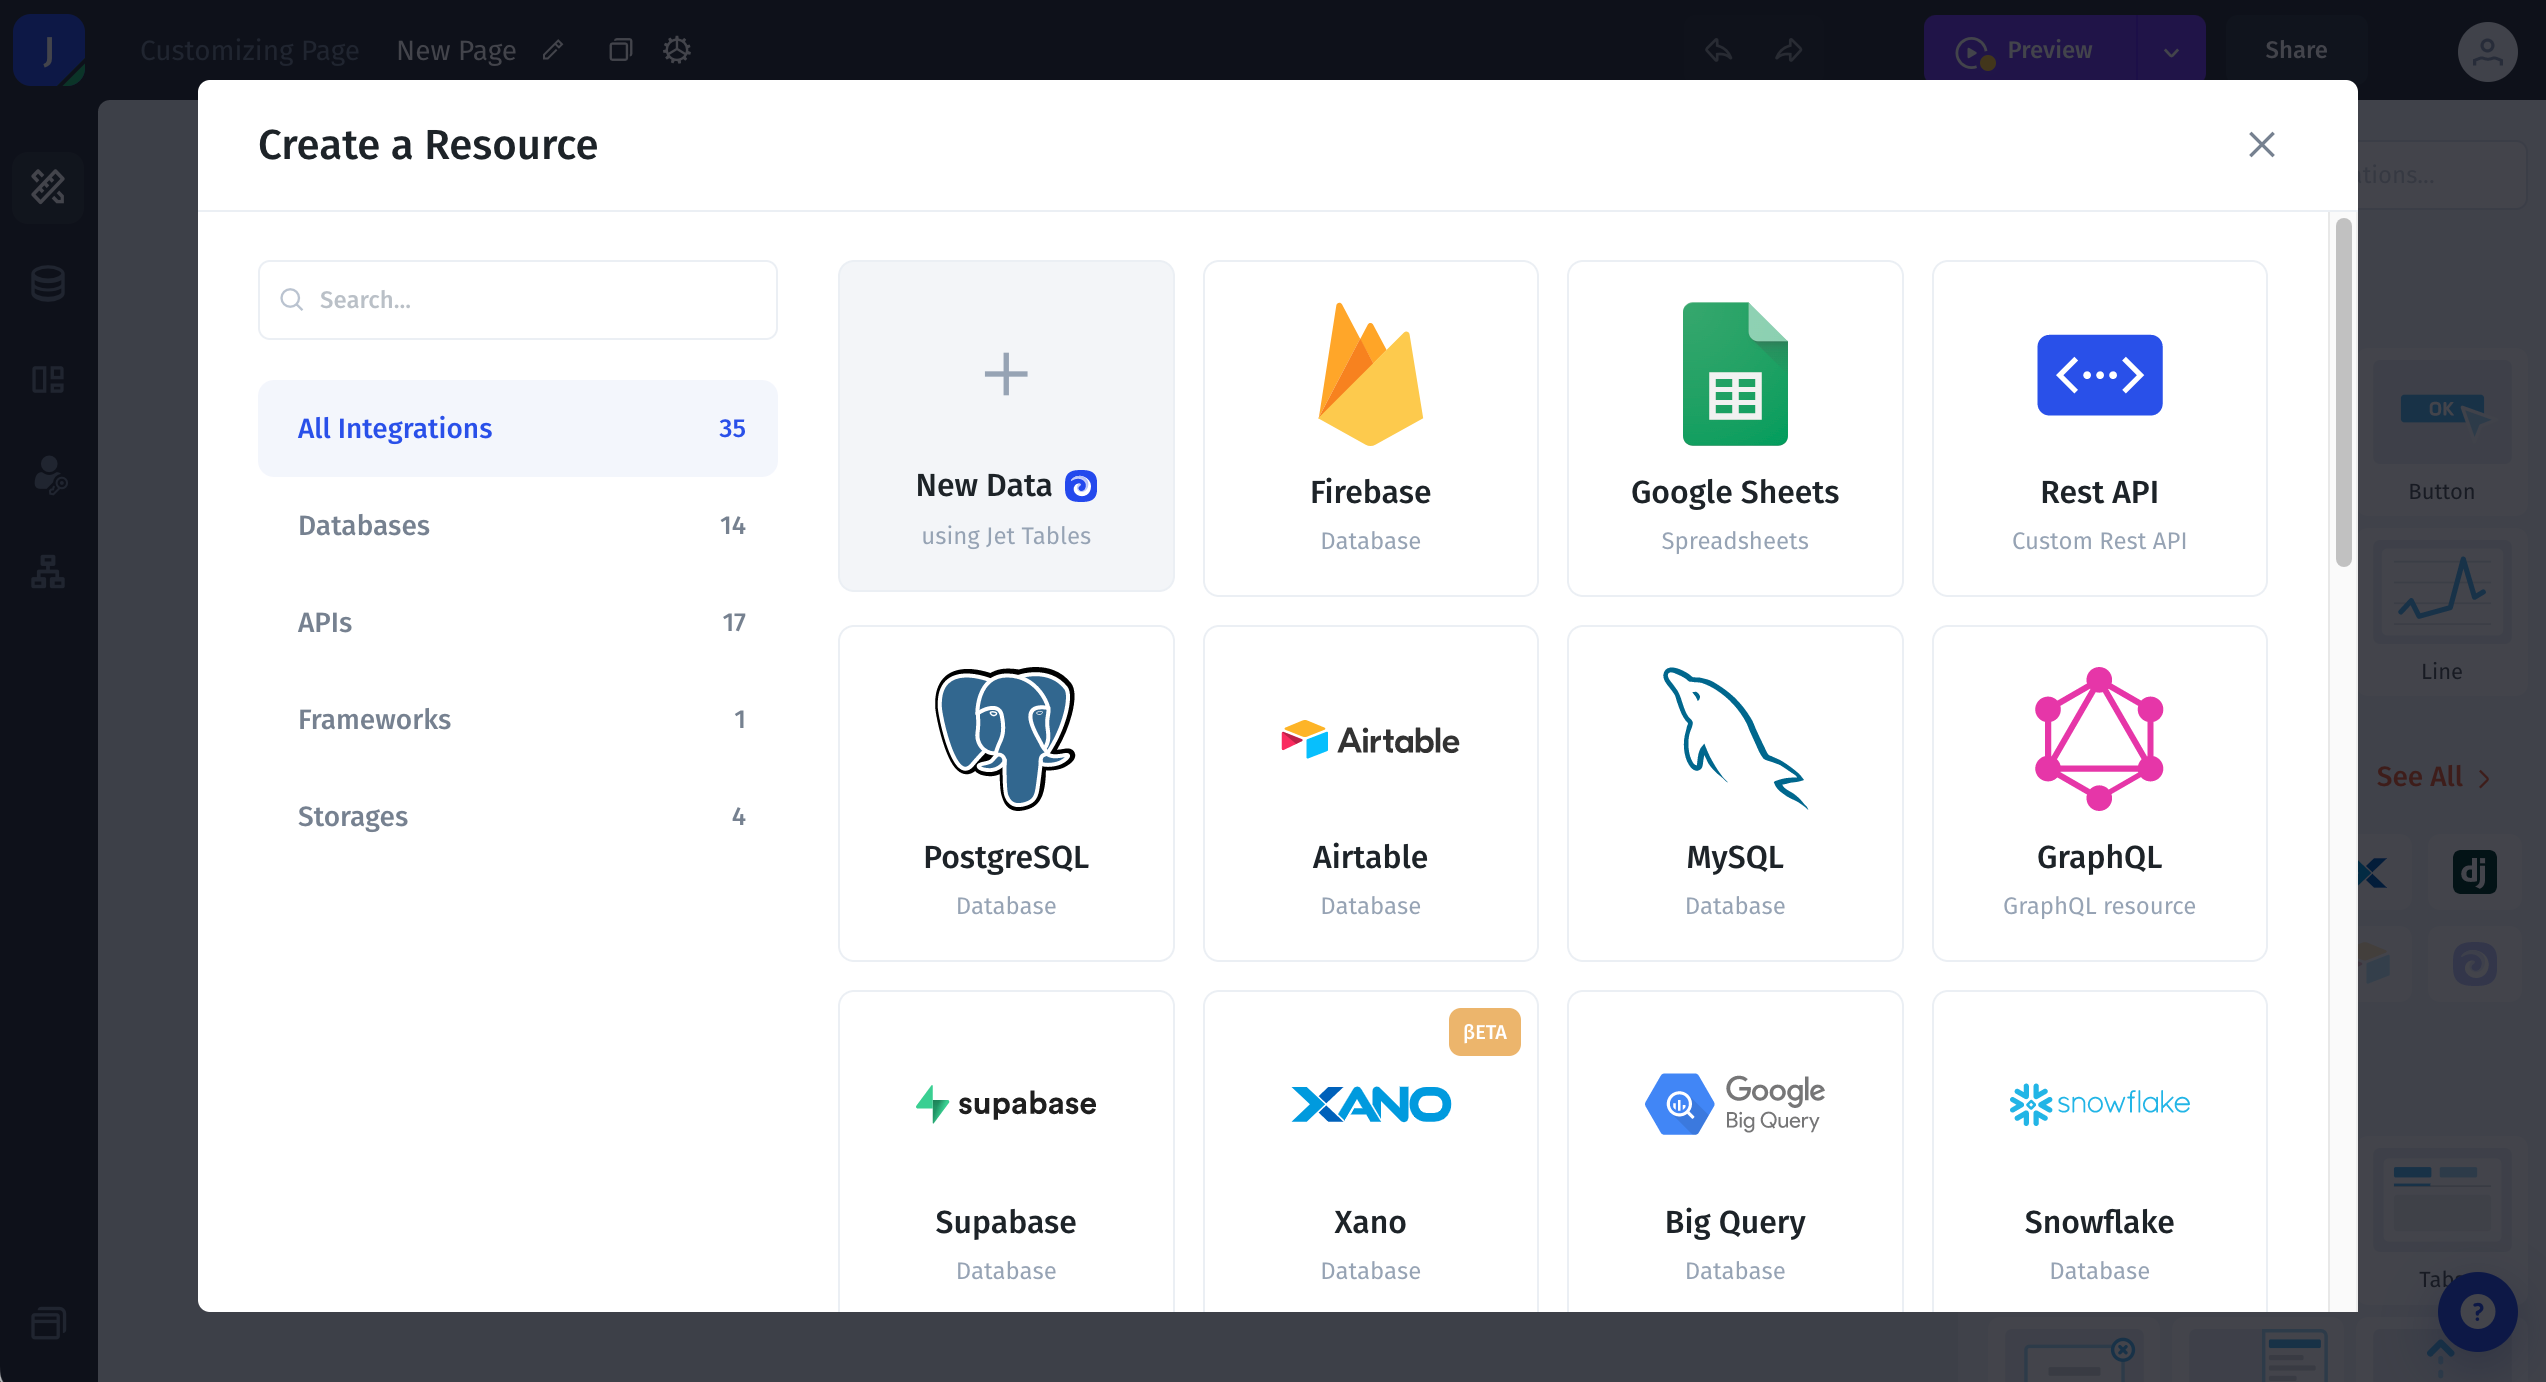 J
Customizing Page
New Page
Preview
Share
Create a Resource
tions...
Search...
All Integrations 35
Databases 14
APIs 17
Frameworks 1
Storages 4
New Data
using Jet Tables
Firebase
Database
Google Sheets
Spreadsheets
Rest API
Custom Rest API
PostgreSQL
Database
Airtable
Airtable
Database
MySQL
Database
GraphQL
GraphQL resource
supabase
Supabase
Database
βETA
XANO
Xano
Database
Google
Big Query
Big Query
Database
snowflake
Snowflake
Database
OK
Button
Line
See All
dj
Tabs
?